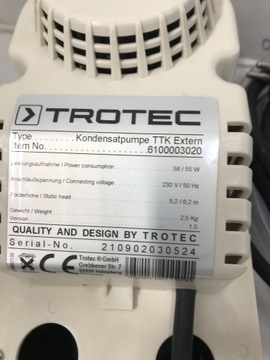 TROTEC
Type ......... Kondensatpumpe TTK Extern
Item No. .............. 6100003020
Leistungsaufnahme / Power consumption 58 / 55 W
Anschlußspannung / Connecting voltage 230 V / 50 Hz
Förderhöhe / Static head 5,2 / 6,2 m
Gewicht / Weight 2,5 Kg
Version 1.0
QUALITY AND DESIGN BY TROTEC
Serial-No. 210902030524
Trotec ® GmbH
Grebbener Str. 7
52525 Heinsberg